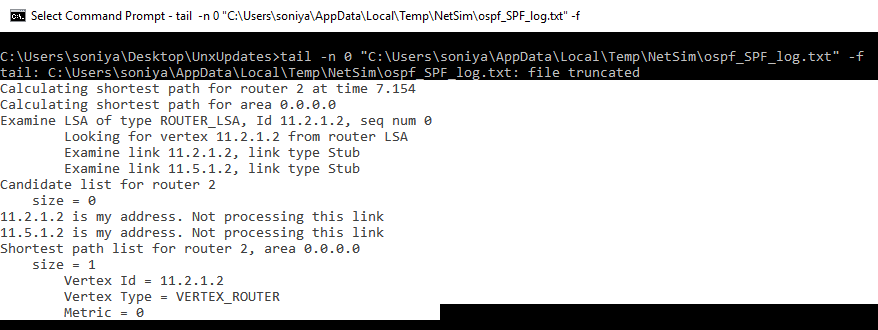 Select Command Prompt - tail -n 0 "C:\Users\soniya\AppData\Local\Temp\NetSim\ospf_SPF_log.txt" -f
C:\Users\soniya\Desktop\UnxUpdates>tail -n 0 "C:\Users\soniya\AppData\Local\Temp\NetSim\ospf_SPF_log.txt" -f
tail: C:\Users\soniya\AppData\Local\Temp\NetSim\ospf_SPF_log.txt: file truncated
Calculating shortest path for router 2 at time 7.154
Calculating shortest path for area 0.0.0.0
Examine LSA of type ROUTER_LSA, Id 11.2.1.2, seq num 0
Looking for vertex 11.2.1.2 from router LSA
Examine link 11.2.1.2, link type Stub
Examine link 11.5.1.2, link type Stub
Candidate list for router 2
size = 0
11.2.1.2 is my address. Not processing this link
11.5.1.2 is my address. Not processing this link
Shortest path list for router 2, area 0.0.0.0
size = 1
Vertex Id = 11.2.1.2
Vertex Type = VERTEX_ROUTER
Metric = 0